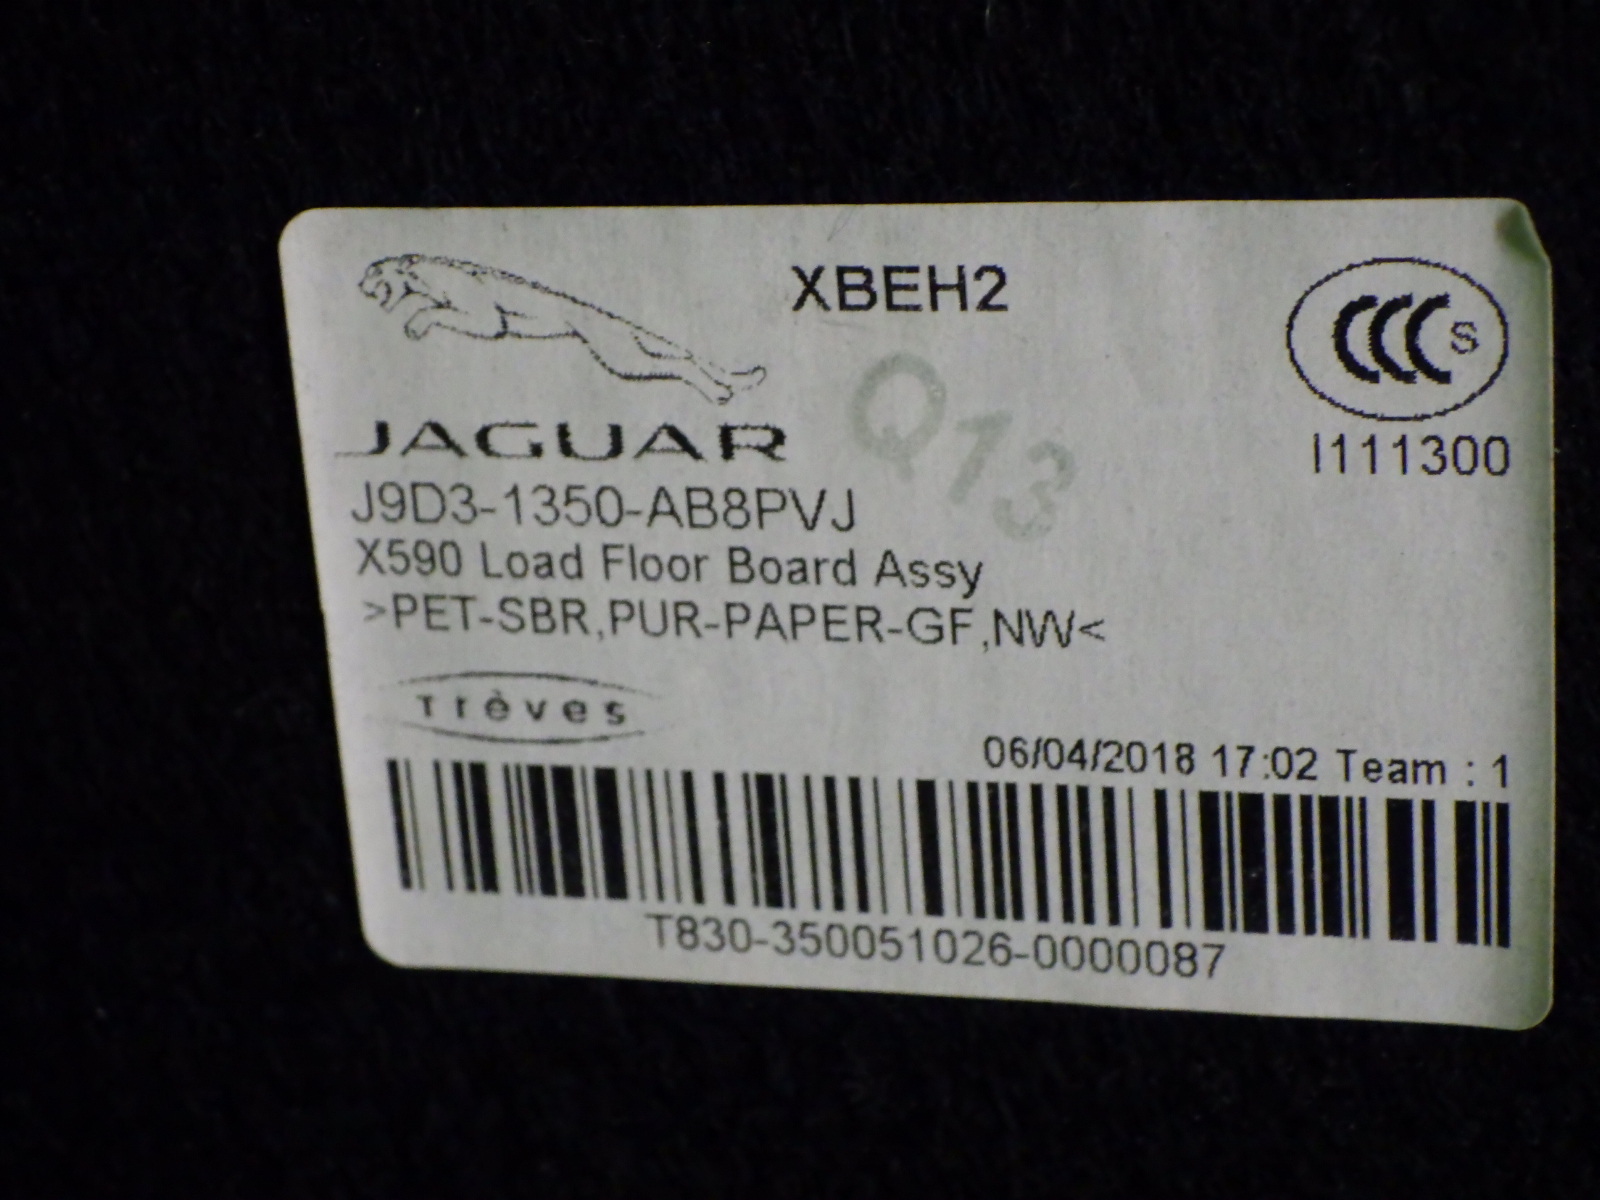 XBEH2
CCC S
I111300
JAGUAR
Q13
J9D3-1350-AB8PVJ
X590 Load Floor Board Assy
>PET-SBR,PUR-PAPER-GF,NW<
Trèves
06/04/2018 17:02 Team : 1
T830-350051026-0000087